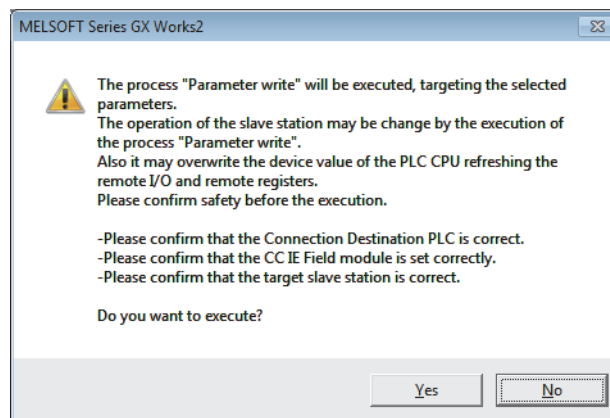 MELSOFT Series GX Works2
The process "Parameter write" will be executed, targeting the selected
parameters.
The operation of the slave station may be change by the execution of
the process "Parameter write".
Also it may overwrite the device value of the PLC CPU refreshing the
remote I/O and remote registers.
Please confirm safety before the execution.
-Please confirm that the Connection Destination PLC is correct.
-Please confirm that the CC IE Field module is set correctly.
-Please confirm that the target slave station is correct.
Do you want to execute?
Yes
No